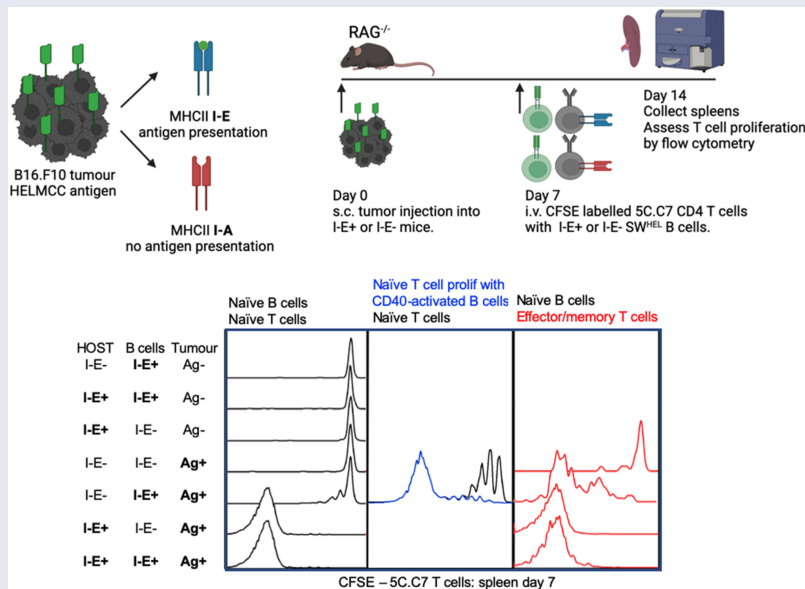 RAG-/-
MHCII I-E
antigen presentation
B16.F10 tumour
HELMCC antigen
MHCII I-A
no antigen presentation
Day 0
s.c. tumor injection into
I-E+ or I-E- mice.
Day 7
i.v. CFSE labelled 5C.C7 CD4 T cells
with I-E+ or I-E- SWHEL B cells.
Day 14
Collect spleens
Assess T cell proliferation
by flow cytometry
Naïve B cells
Naïve T cells
Naïve T cell prolif with
CD40-activated B cells
Naïve T cells
Naïve B cells
Effector/memory T cells
HOST B cells Tumour
I-E- I-E+ Ag-
I-E+ I-E+ Ag-
I-E+ I-E- Ag-
I-E- I-E- Ag+
I-E- I-E+ Ag+
I-E+ I-E- Ag+
I-E+ I-E+ Ag+
CFSE – 5C.C7 T cells: spleen day 7